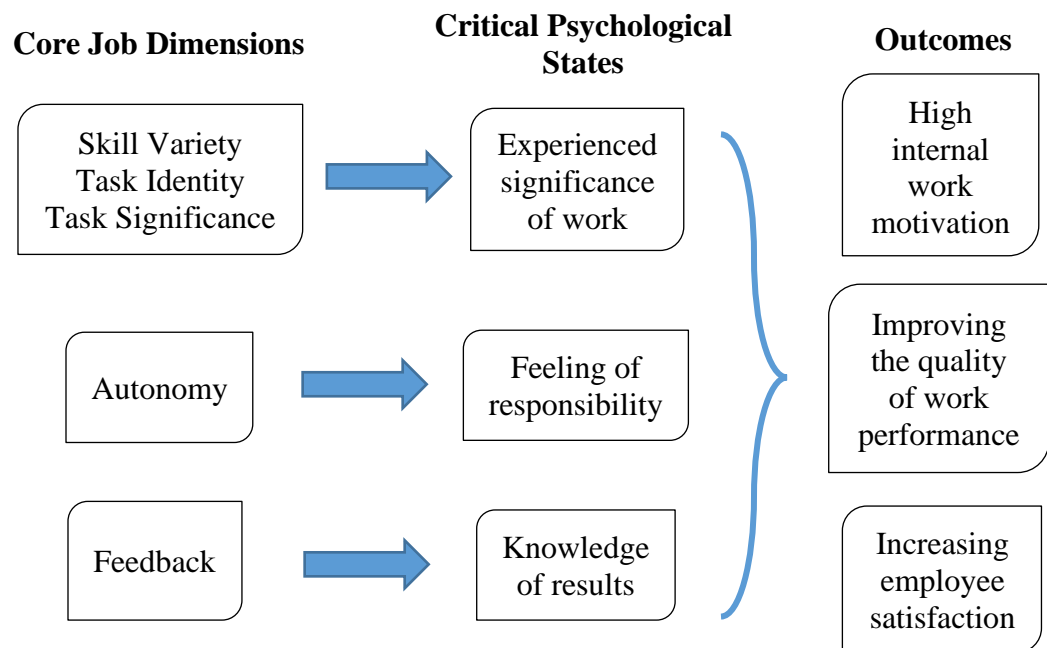 Core Job Dimensions
Critical Psychological
States
Outcomes
Skill Variety
Task Identity
Task Significance
Experienced
significance
of work
High
internal
work
motivation
Autonomy
Feeling of
responsibility
Improving
the quality
of work
performance
Feedback
Knowledge
of results
Increasing
employee
satisfaction